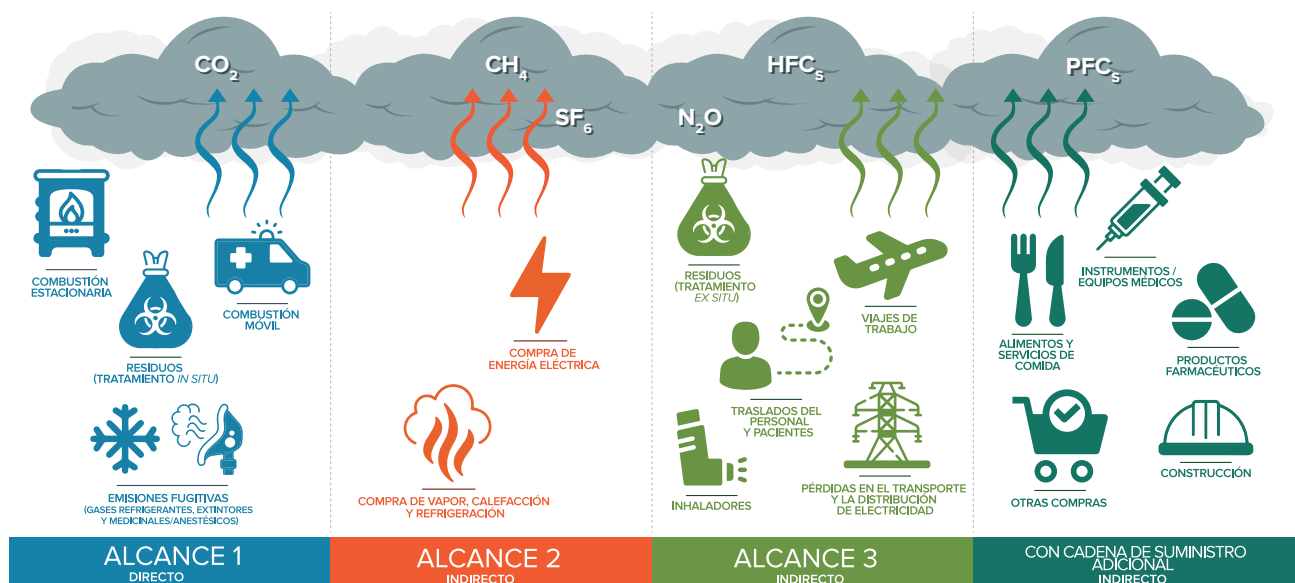 CO₂
CH₄
SF₆
HFCₛ
N₂O
PFCₛ
COMBUSTIÓN
ESTACIONARIA
RESIDUOS
(TRATAMIENTO IN SITU)
COMBUSTIÓN
MÓVIL
EMISIONES FUGITIVAS
(GASES REFRIGERANTES, EXTINTORES
Y MEDICINALES/ANESTÉSICOS)
ALCANCE 1
DIRECTO
COMPRA DE
ENERGÍA ELÉCTRICA
COMPRA DE VAPOR, CALEFACCIÓN
Y REFRIGERACIÓN
ALCANCE 2
INDIRECTO
RESIDUOS
(TRATAMIENTO
EX SITU)
VIAJES DE
TRABAJO
TRASLADOS DEL
PERSONAL
Y PACIENTES
INHALADORES
PÉRDIDAS EN EL TRANSPORTE
Y LA DISTRIBUCIÓN
DE ELECTRICIDAD
ALCANCE 3
INDIRECTO
INSTRUMENTOS /
EQUIPOS MÉDICOS
ALIMENTOS Y
SERVICIOS DE
COMIDA
PRODUCTOS
FARMACÉUTICOS
OTRAS COMPRAS
CONSTRUCCIÓN
CON CADENA DE SUMINISTRO
ADICIONAL
INDIRECTO